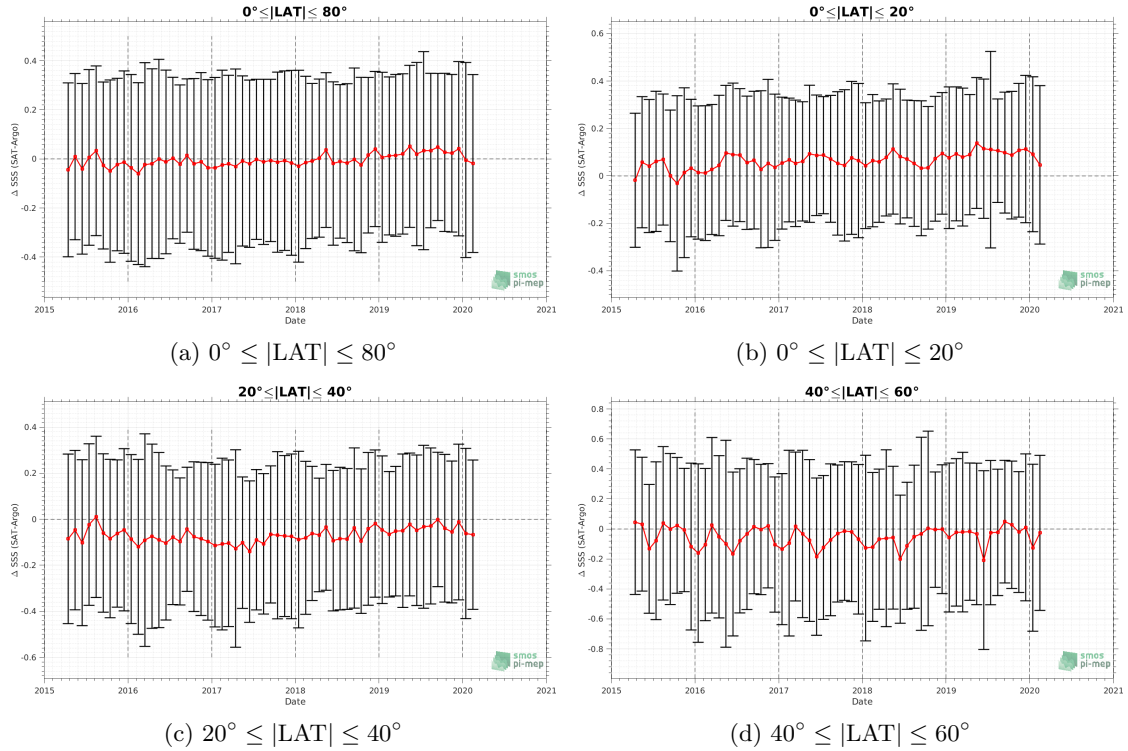 0°≤|LAT|≤ 80°
Δ SSS (SAT-Argo)
0.4
0.2
0
-0.2
-0.4
2015 2016 2017 2018 2019 2020 2021
Date
smos
pi-mep
(a) 0° ≤ |LAT| ≤ 80°
0°≤|LAT|≤ 20°
Δ SSS (SAT-Argo)
0.6
0.4
0.2
0
-0.2
-0.4
2015 2016 2017 2018 2019 2020 2021
Date
smos
pi-mep
(b) 0° ≤ |LAT| ≤ 20°
20°≤|LAT|≤ 40°
Δ SSS (SAT-Argo)
0.4
0.2
0
-0.2
-0.4
-0.6
2015 2016 2017 2018 2019 2020 2021
Date
smos
pi-mep
(c) 20° ≤ |LAT| ≤ 40°
40°≤|LAT|≤ 60°
Δ SSS (SAT-Argo)
0.8
0.6
0.4
0.2
0
-0.2
-0.4
-0.6
-0.8
2015 2016 2017 2018 2019 2020 2021
Date
smos
pi-mep
(d) 40° ≤ |LAT| ≤ 60°